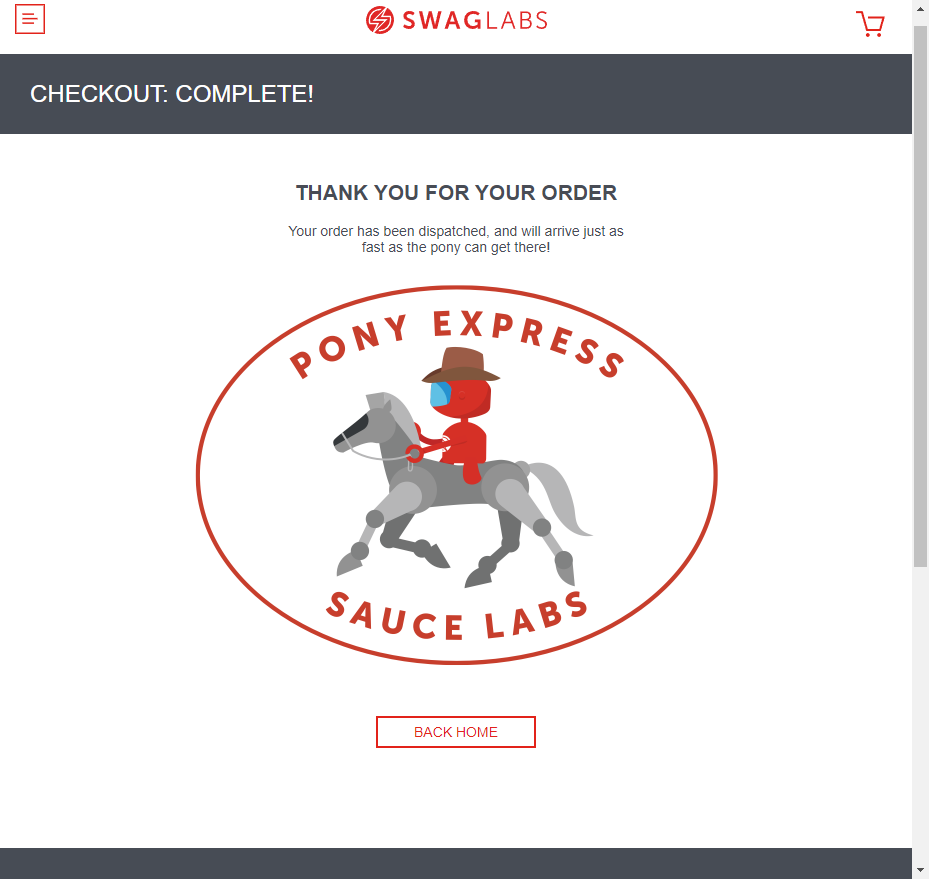 SWAGLABS
CHECKOUT: COMPLETE!
THANK YOU FOR YOUR ORDER
Your order has been dispatched, and will arrive just as
fast as the pony can get there!
PONY EXPRESS
SAUCE LABS
BACK HOME